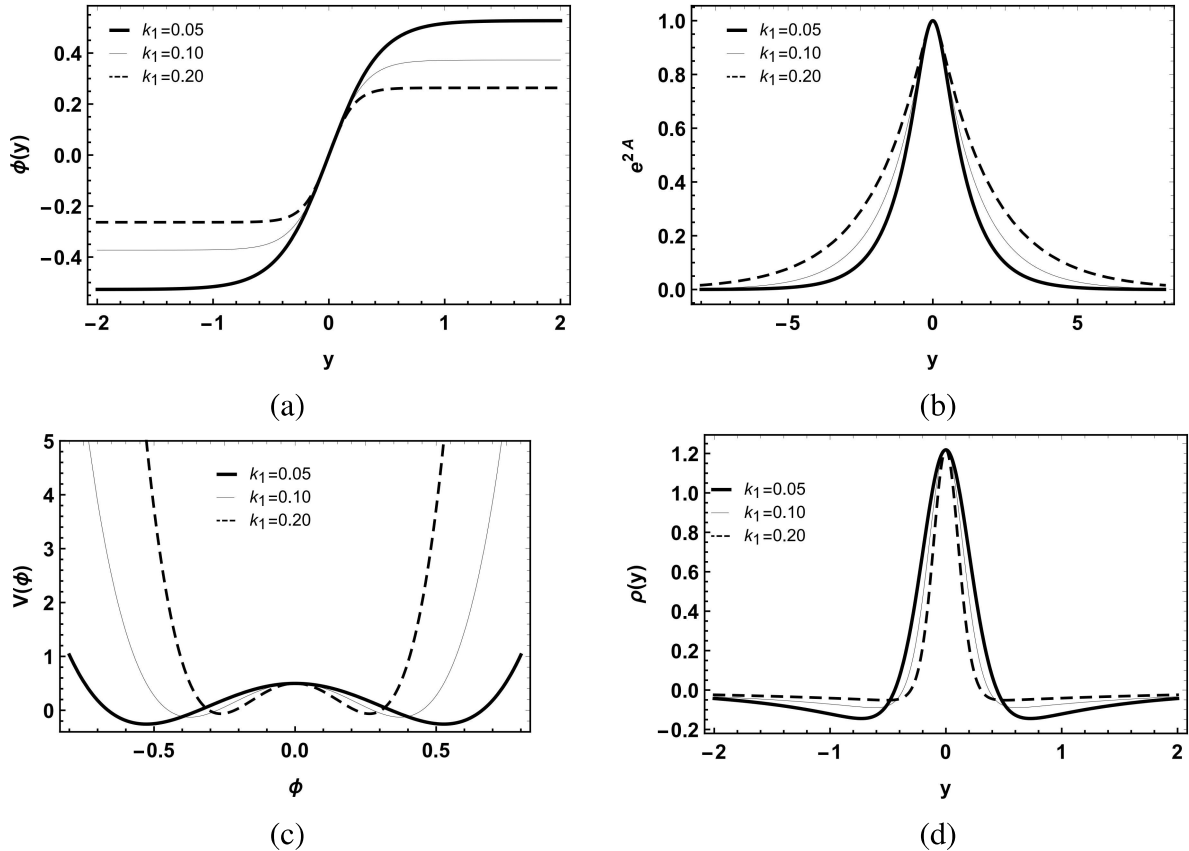 k₁=0.05
k₁=0.10
k₁=0.20
ϕ(y)
0.4
0.2
0.0
−0.2
−0.4
−2 −1 0 1 2
y
(a)
k₁=0.05
k₁=0.10
k₁=0.20
e^{2 A}
1.0
0.8
0.6
0.4
0.2
0.0
−5 0 5
y
(b)
k₁=0.05
k₁=0.10
k₁=0.20
V(ϕ)
5
4
3
2
1
0
−0.5 0.0 0.5
ϕ
(c)
k₁=0.05
k₁=0.10
k₁=0.20
ρ(y)
1.2
1.0
0.8
0.6
0.4
0.2
0.0
−0.2
−2 −1 0 1 2
y
(d)